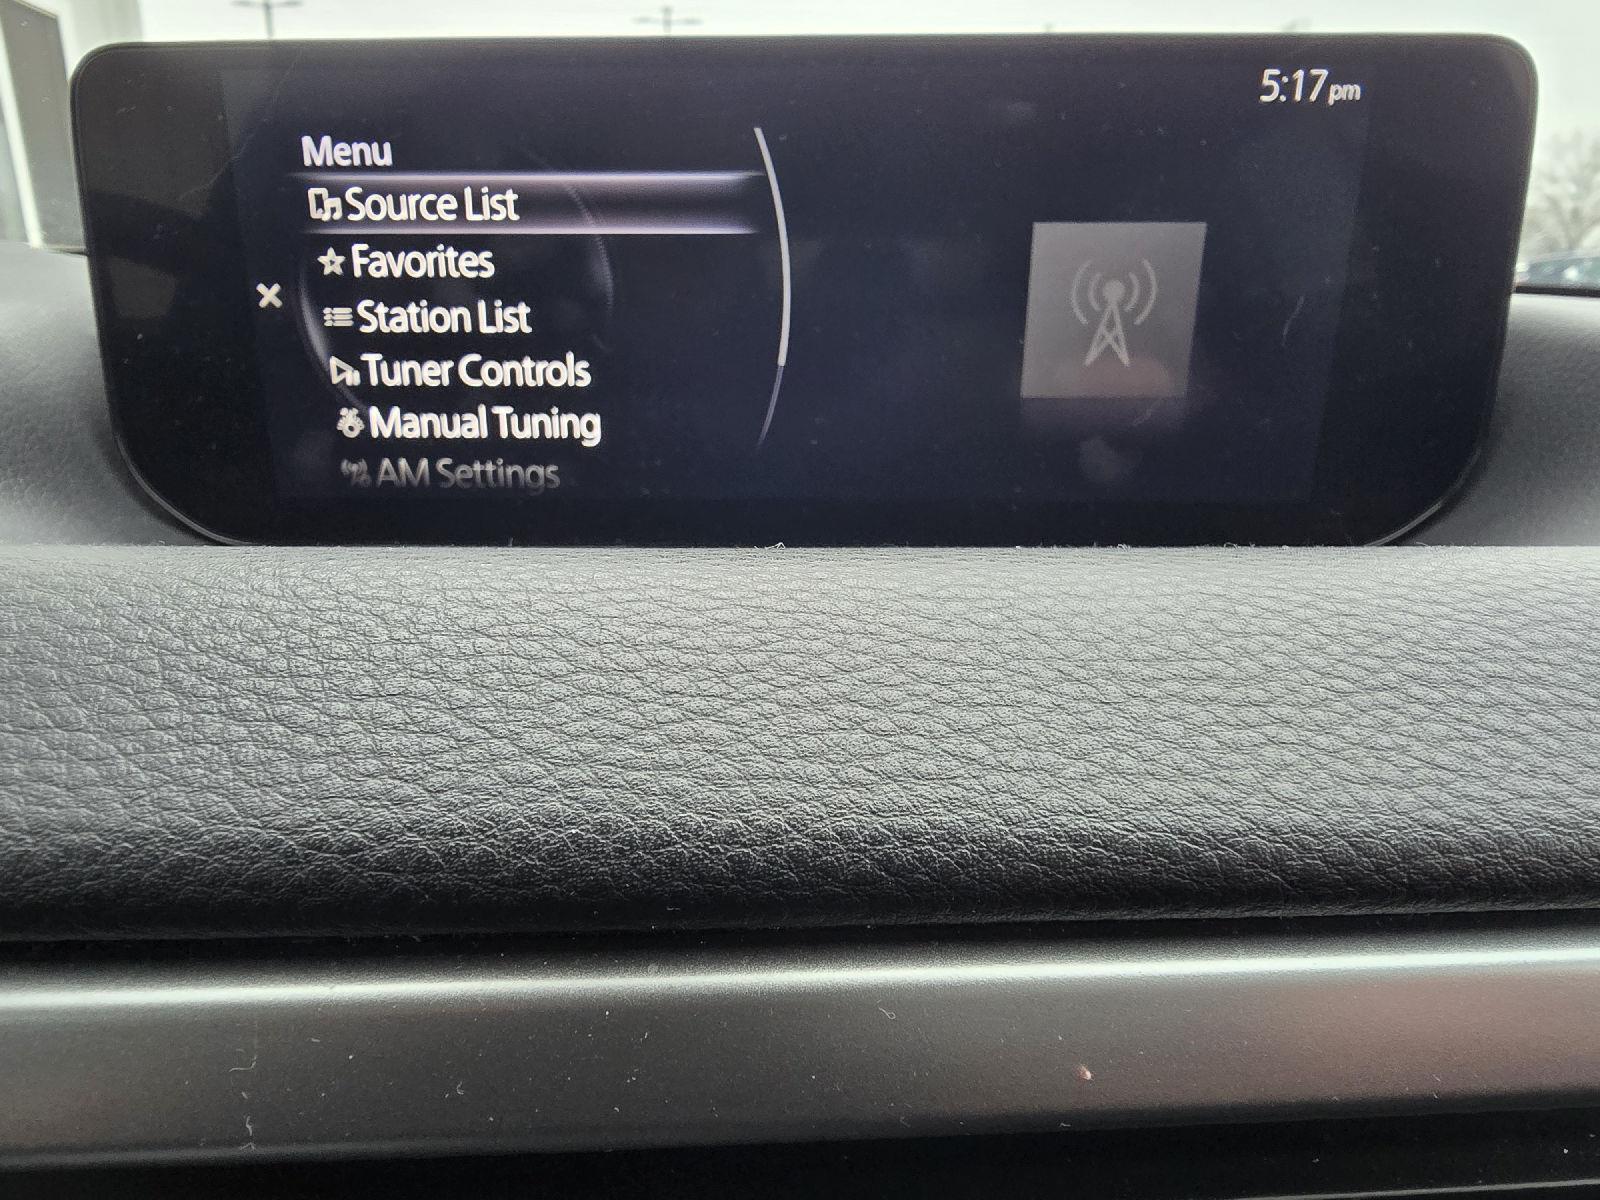 5:17pm
Menu
Source List
Favorites
Station List
Tuner Controls
Manual Tuning
AM Settings